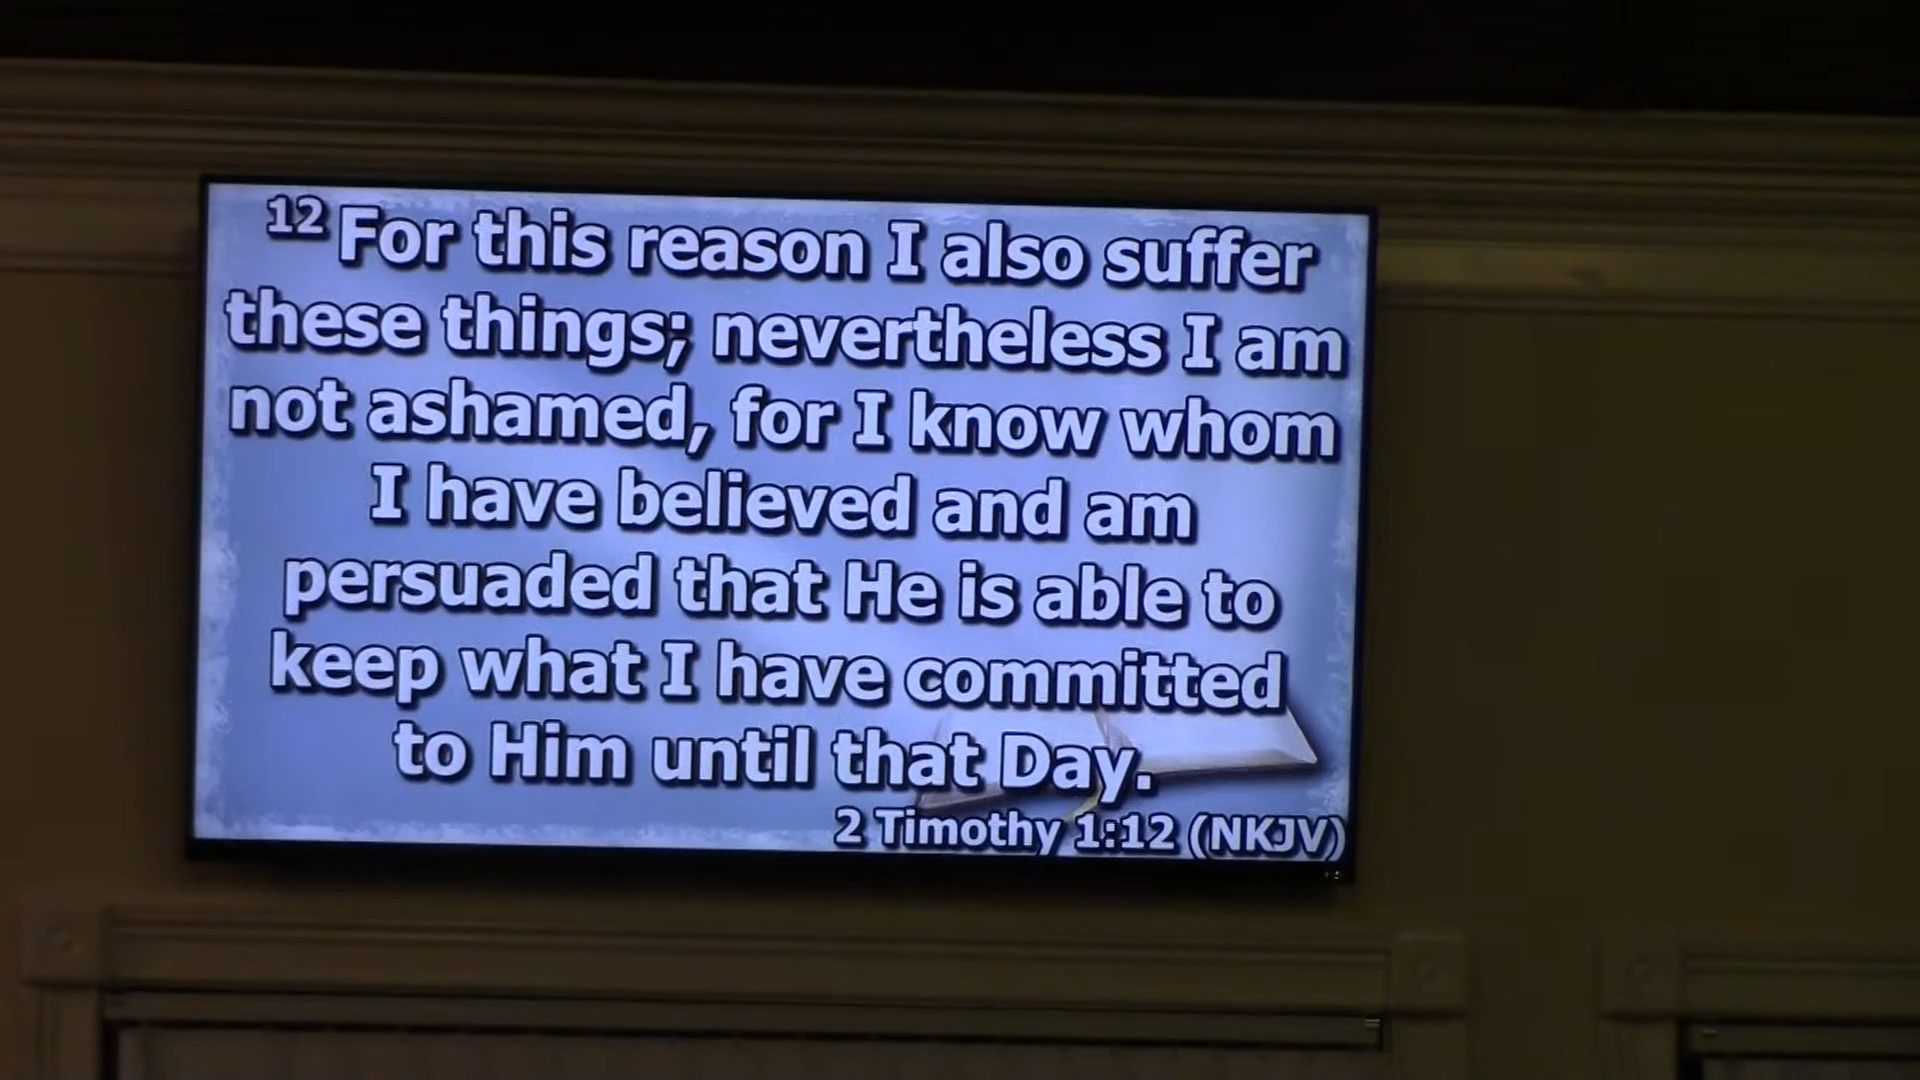 12 For this reason I also suffer
these things; nevertheless I am
not ashamed, for I know whom
I have believed and am
persuaded that He is able to
keep what I have committed
to Him until that Day.
2 Timothy 1:12 (NKJV)